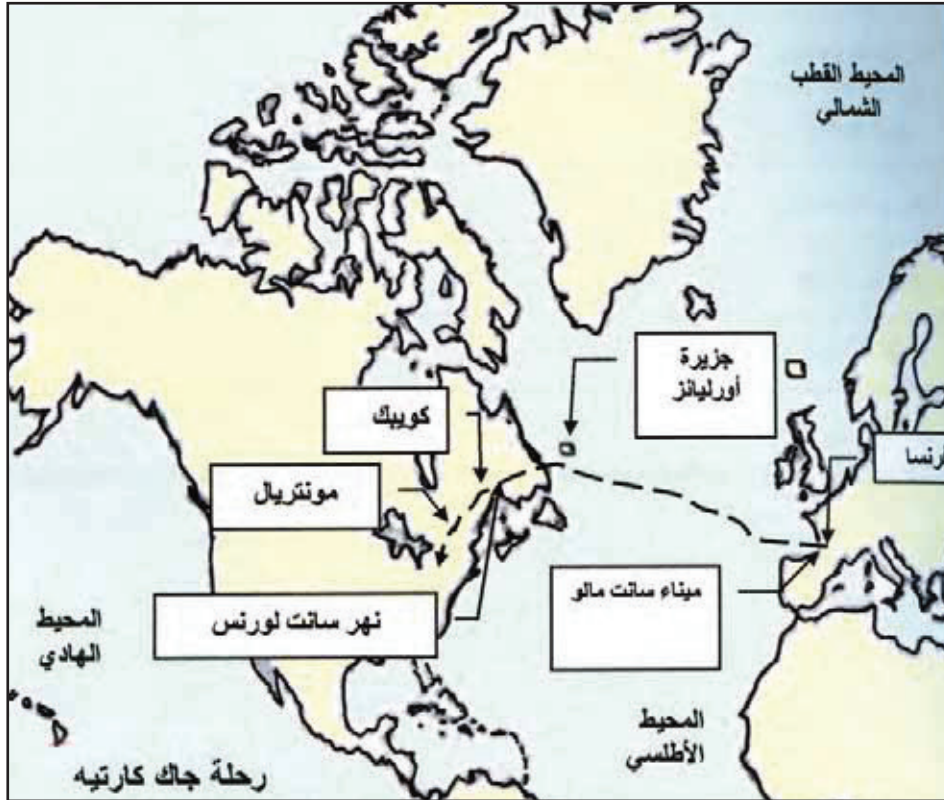 المحيط القطب
الشمالي
جزيرة
أورليانز
كويبك
رنسا
مونتريال
ميناء سانت مالو
نهر سانت لورنس
المحيط
الهادي
المحيط
الأطلسي
رحلة جاك كارتيه